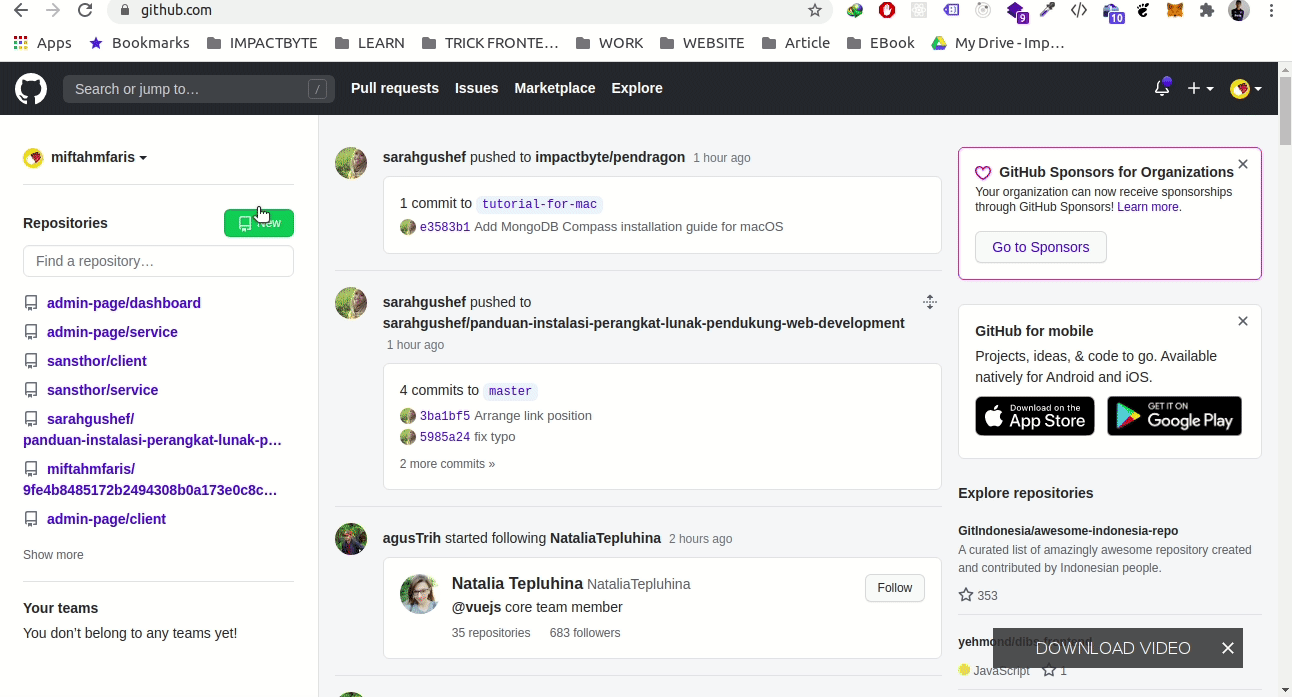 github.com
Apps
Bookmarks
IMPACTBYTE
LEARN
TRICK FRONTE…
WORK
WEBSITE
Article
EBook
My Drive - Imp…
9
10
Search or jump to…
/
Pull requests
Issues
Marketplace
Explore
miftahmfaris
Repositories
New
Find a repository…
admin-page/dashboard
admin-page/service
sansthor/client
sansthor/service
sarahgushef/
panduan-instalasi-perangkat-lunak-p…
miftahmfaris/
9fe4b8485172b2494308b0a173e0c8c…
admin-page/client
Show more
Your teams
You don’t belong to any teams yet!
sarahgushef pushed to impactbyte/pendragon 1 hour ago
1 commit to tutorial-for-mac
e3583b1 Add MongoDB Compass installation guide for macOS
sarahgushef pushed to
sarahgushef/panduan-instalasi-perangkat-lunak-pendukung-web-development
1 hour ago
4 commits to master
3ba1bf5 Arrange link position
5985a24 fix typo
2 more commits »
agusTrih started following NataliaTepluhina 2 hours ago
Natalia Tepluhina NataliaTepluhina
Follow
@vuejs core team member
35 repositories 683 followers
GitHub Sponsors for Organizations
Your organization can now receive sponsorships
through GitHub Sponsors! Learn more.
Go to Sponsors
GitHub for mobile
Projects, ideas, & code to go. Available
natively for Android and iOS.
Download on the
App Store
GET IT ON
Google Play
Explore repositories
GitIndonesia/awesome-indonesia-repo
A curated list of amazingly awesome repository created
and contributed by Indonesian people.
353
yehmond/dibs-frontend
DOWNLOAD VIDEO
JavaScript 1